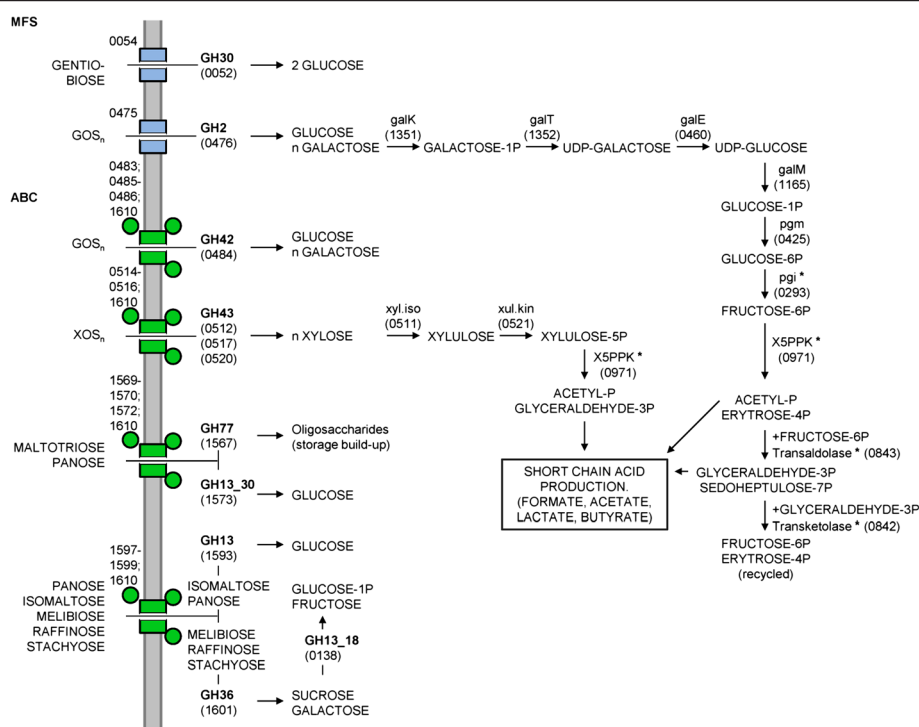 MFS
0054
GENTIO-
BIOSE
GH30
(0052)
2 GLUCOSE
0475
GOSn
GH2
(0476)
GLUCOSE
n GALACTOSE
galK
(1351)
GALACTOSE-1P
galT
(1352)
UDP-GALACTOSE
galE
(0460)
UDP-GLUCOSE
galM
(1165)
GLUCOSE-1P
pgm
(0425)
GLUCOSE-6P
pgi *
(0293)
FRUCTOSE-6P
X5PPK *
(0971)
ACETYL-P
ERYTROSE-4P
+FRUCTOSE-6P
Transaldolase * (0843)
GLYCERALDEHYDE-3P
SEDOHEPTULOSE-7P
+GLYCERALDEHYDE-3P
Transketolase * (0842)
FRUCTOSE-6P
ERYTROSE-4P
(recycled)
ABC
0483;
0485-
0486;
1610
GOSn
GH42
(0484)
GLUCOSE
n GALACTOSE
0514-
0516;
1610
XOSn
GH43
(0512)
(0517)
(0520)
n XYLOSE
xyl.iso
(0511)
XYLULOSE
xul.kin
(0521)
XYLULOSE-5P
X5PPK *
(0971)
ACETYL-P
GLYCERALDEHYDE-3P
SHORT CHAIN ACID
PRODUCTION.
(FORMATE, ACETATE,
LACTATE, BUTYRATE)
1569-
1570;
1572;
1610
MALTOTRIOSE
PANOSE
GH77
(1567)
Oligosaccharides
(storage build-up)
GH13_30
(1573)
GLUCOSE
1597-
1599;
1610
PANOSE
ISOMALTOSE
MELIBIOSE
RAFFINOSE
STACHYOSE
GH13
(1593)
GLUCOSE
ISOMALTOSE
PANOSE
MELIBIOSE
RAFFINOSE
STACHYOSE
GH36
(1601)
SUCROSE
GALACTOSE
GH13_18
(0138)
GLUCOSE-1P
FRUCTOSE